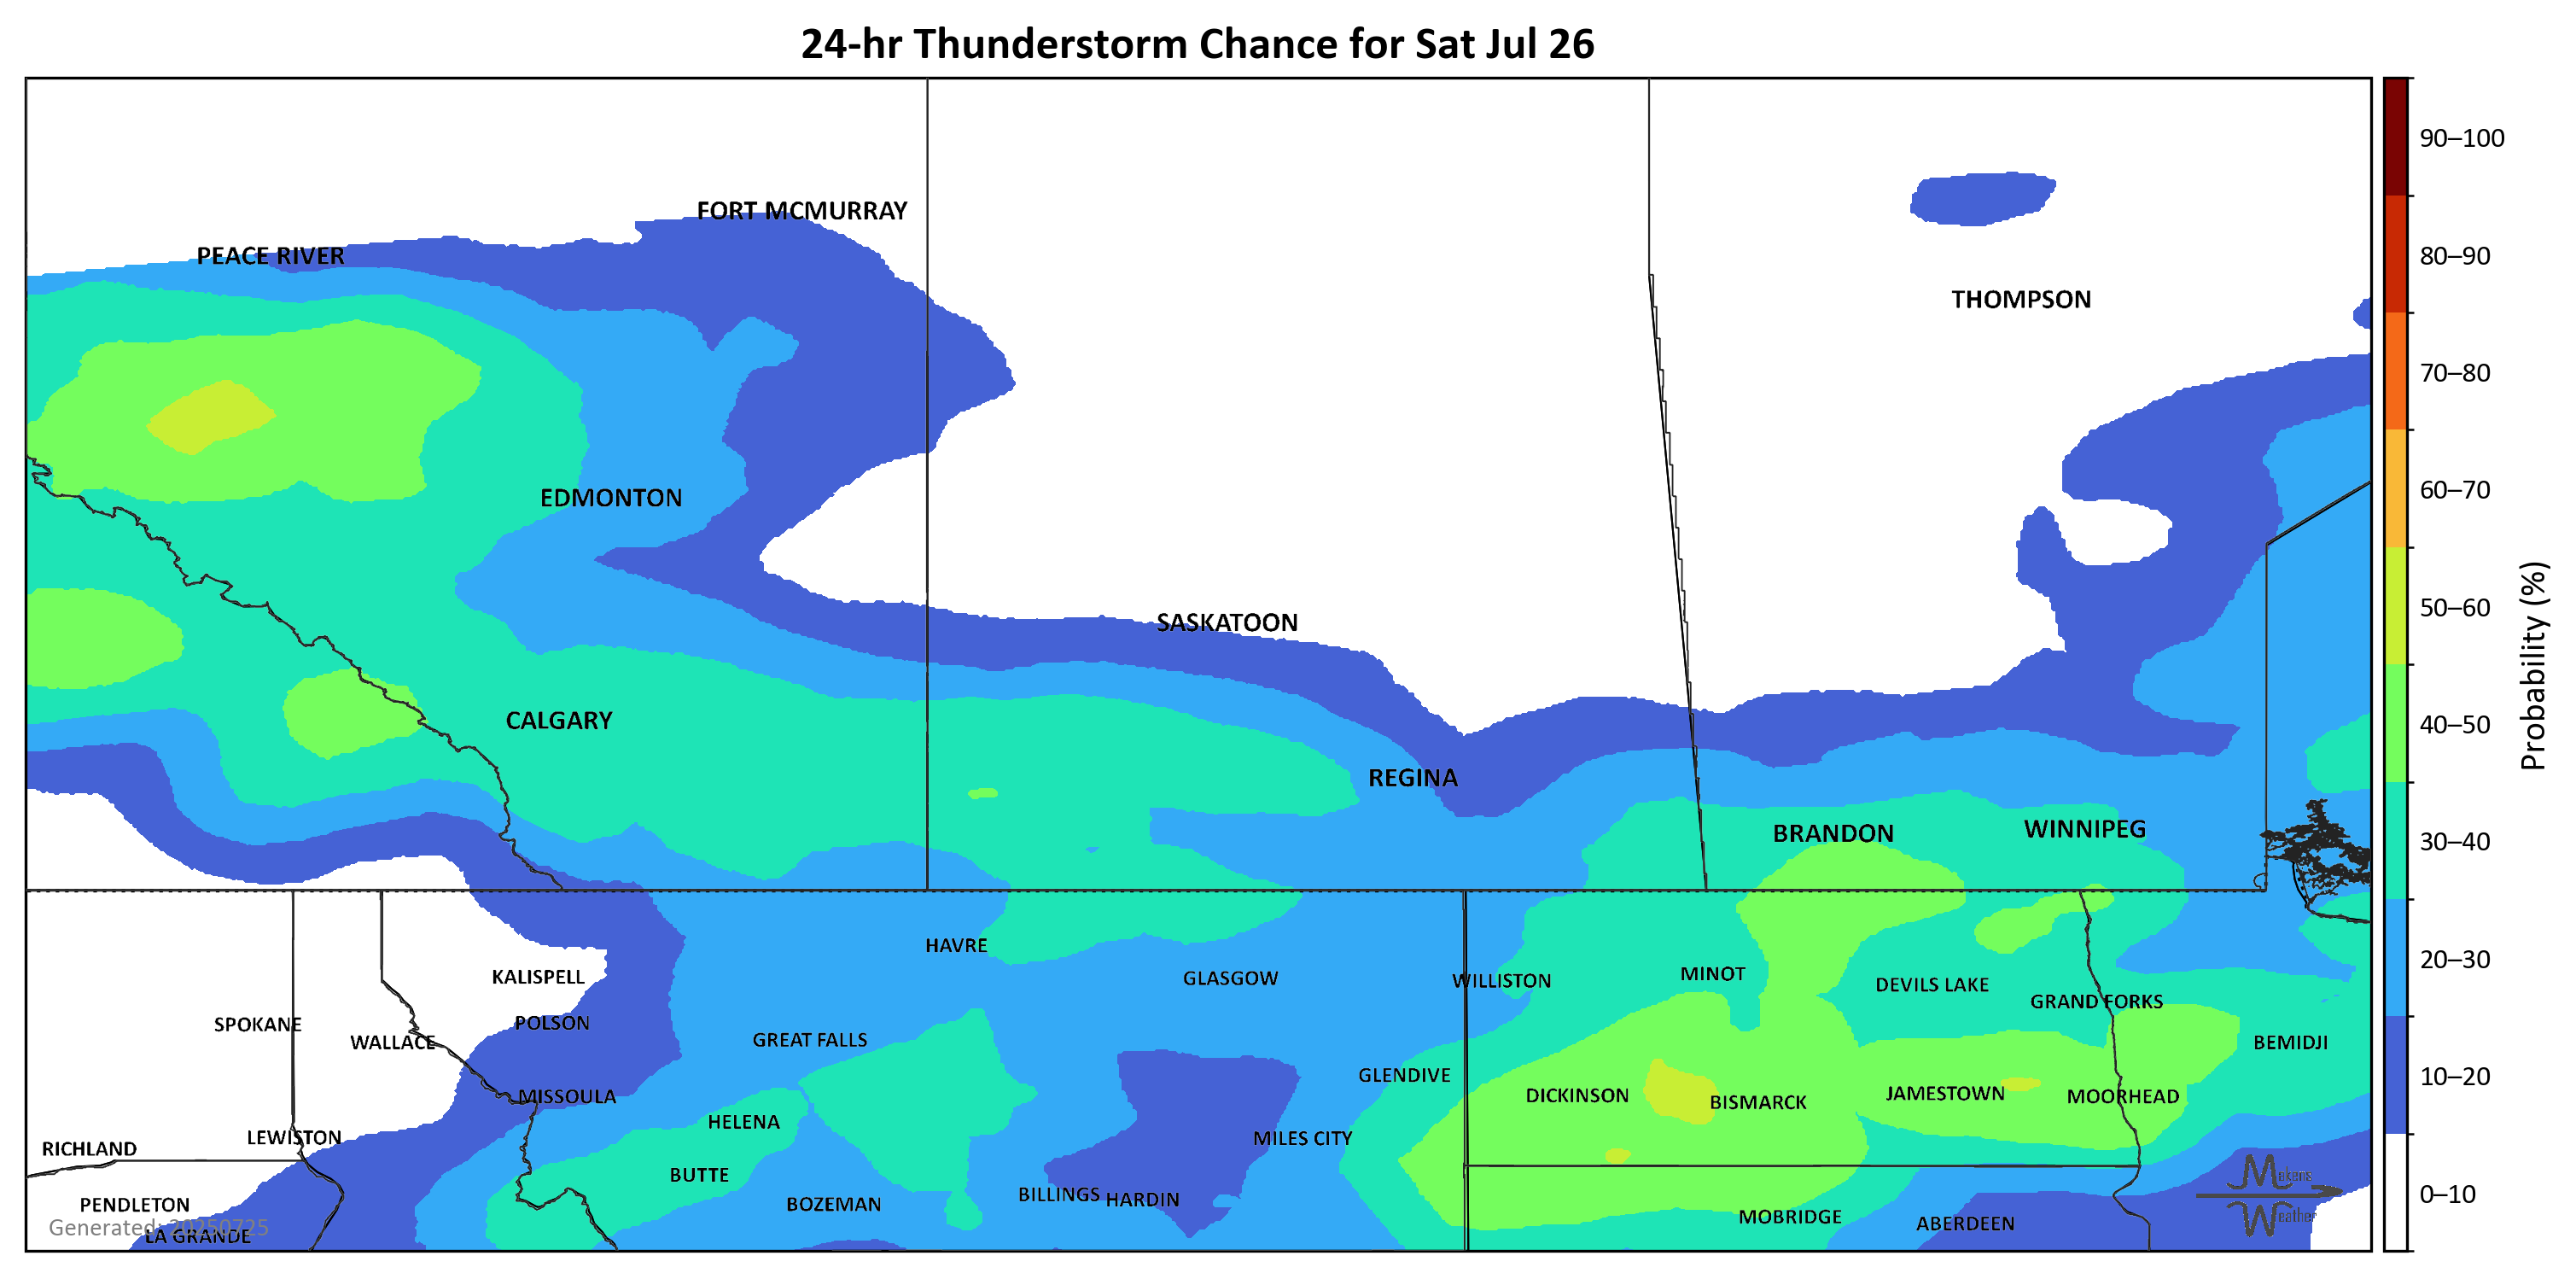 24-hr Thunderstorm Chance for Sat Jul 26
90–100
FORT MCMURRAY
PEACE RIVER
80–90
THOMPSON
70–80
EDMONTON
60–70
SASKATOON
50–60
Probability (%)
CALGARY
40–50
REGINA
BRANDON
WINNIPEG
30–40
HAVRE
KALISPELL
GLASGOW
WILLISTON
MINOT
DEVILS LAKE
20–30
GRAND FORKS
SPOKANE
POLSON
WALLACE
GREAT FALLS
BEMIDJI
GLENDIVE
10–20
MISSOULA
DICKINSON
BISMARCK
JAMESTOWN
MOORHEAD
HELENA
LEWISTON
MILES CITY
RICHLAND
BUTTE
Makens
BILLINGS
HARDIN
0–10
PENDLETON
BOZEMAN
MOBRIDGE
ABERDEEN
Weather
Generated: 20250725
LA GRANDE